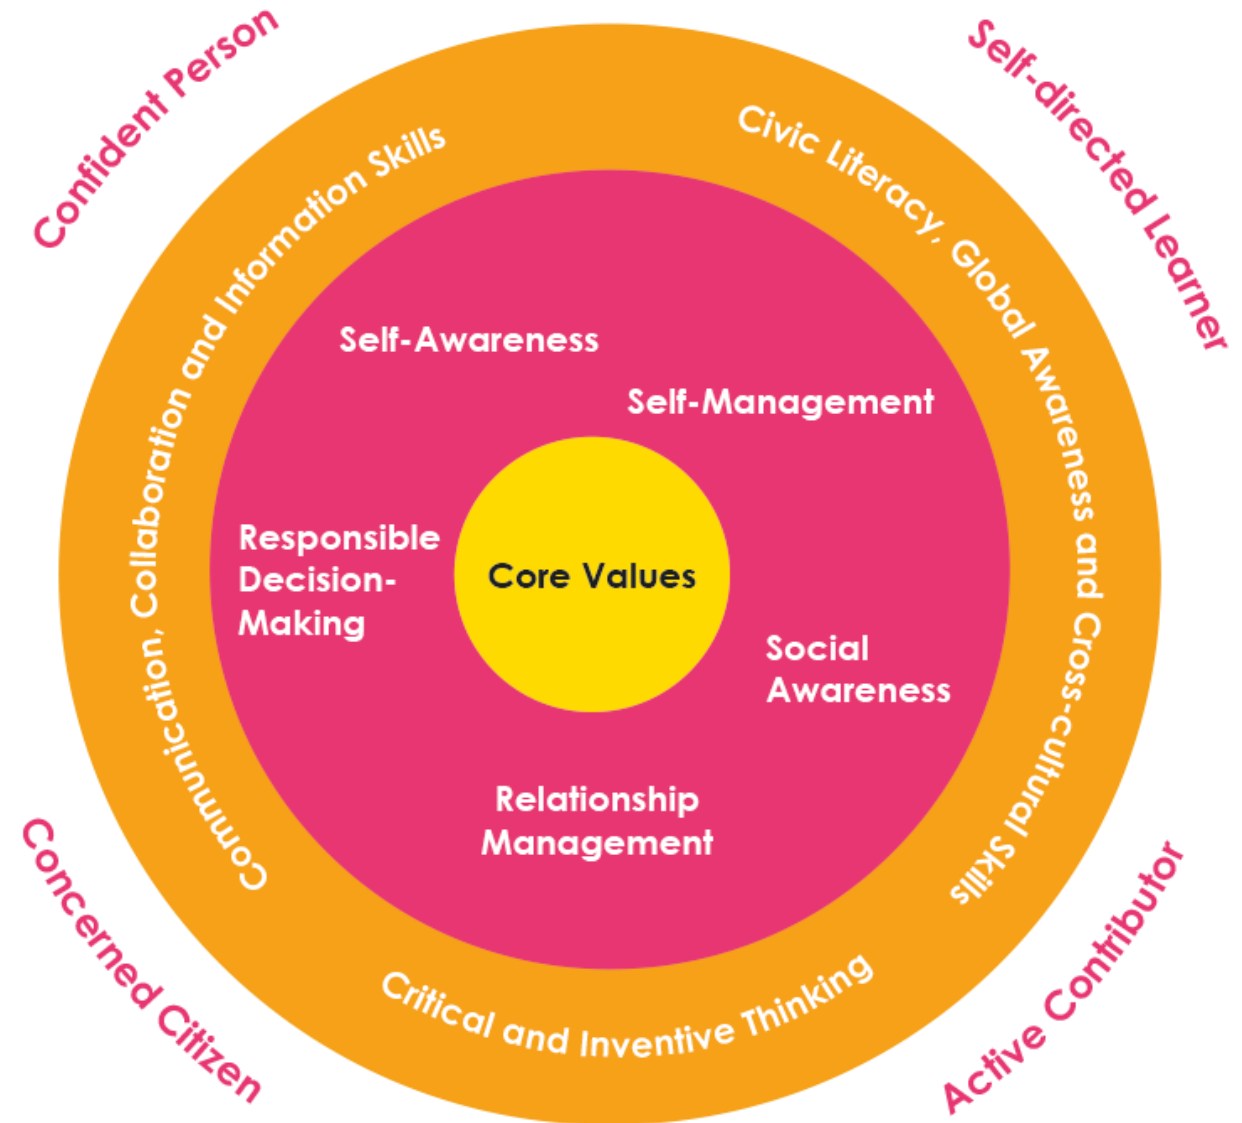 Confident Person
Self-directed Learner
Communication, Collaboration and Information Skills
Civic Literacy, Global Awareness and Cross-cultural Skills
Self-Awareness
Self-Management
Responsible
Decision-
Making
Core Values
Social
Awareness
Relationship
Management
Critical and Inventive Thinking
Concerned Citizen
Active Contributor